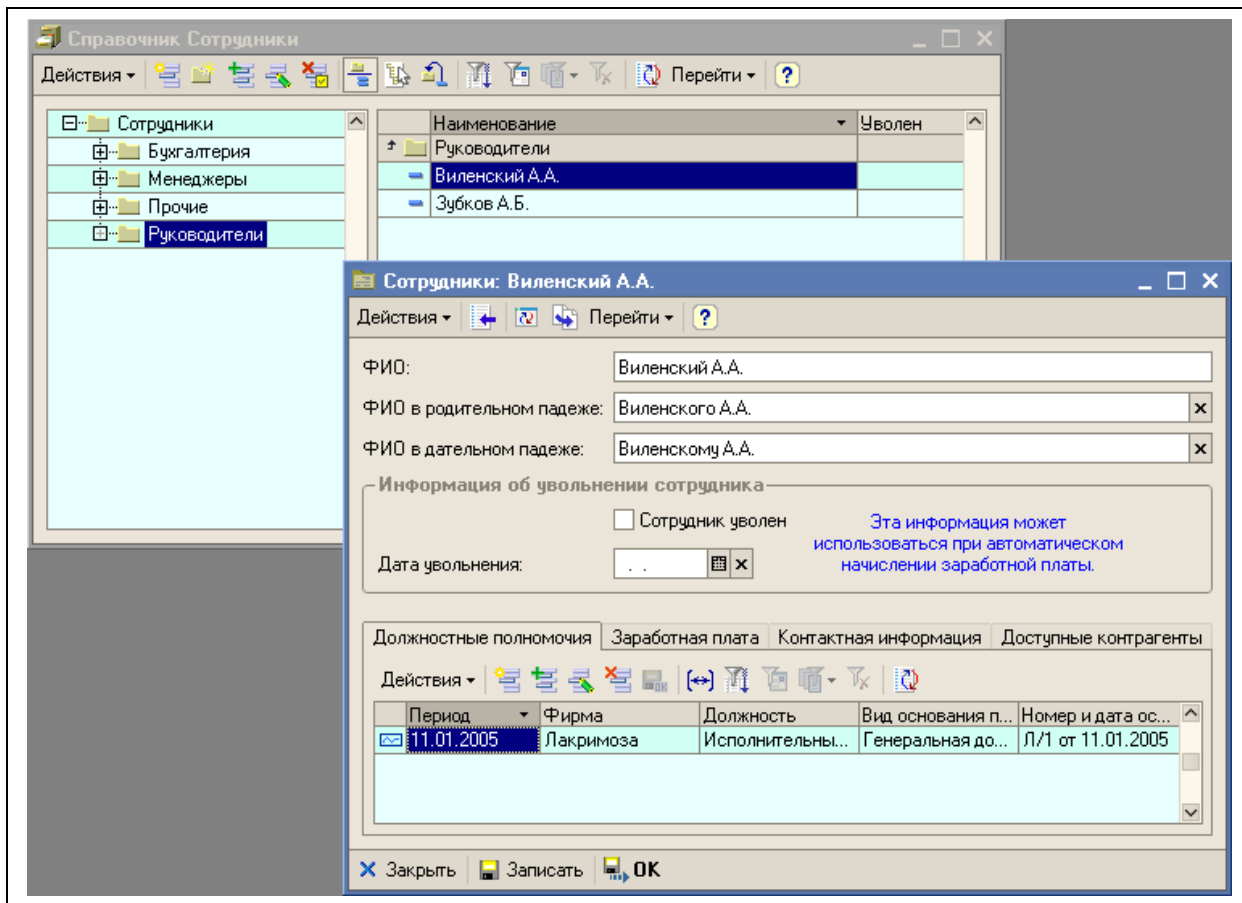 Справочник Сотрудники
Действия Перейти ?
Сотрудники
Бухгалтерия
Менеджеры
Прочие
Руководители
Наименование Уволен
Руководители
Виленский А.А.
Зубков А.Б.
Сотрудники: Виленский А.А.
Действия Перейти ?
ФИО: Виленский А.А.
ФИО в родительном падеже: Виленского А.А.
ФИО в дательном падеже: Виленскому А.А.
Информация об увольнении сотрудника
Сотрудник уволен
Дата увольнения: . .
Эта информация может
использоваться при автоматическом
начислении заработной платы.
Должностные полномочия Заработная плата Контактная информация Доступные контрагенты
Действия
Период Фирма Должность Вид основания п... Номер и дата ос...
11.01.2005 Лакримоза Исполнительны... Генеральная до... Л/1 от 11.01.2005
Закрыть Записать OK